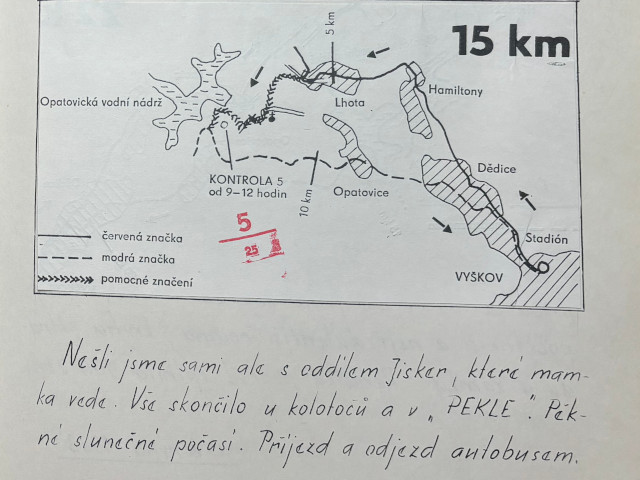 15 km
5 km
Opatovická vodní nádrž
Lhota
Hamiltony
Dědice
KONTROLA 5
od 9–12 hodin
10 km
Opatovice
Stadión
VYŠKOV
5
25
červená značka
modrá značka
pomocné značení
Nešli jsme sami ale s oddílem Jisker, které mam-
ka vede. Vše skončilo u kolotočů a v „PEKLE". Pěk-
né slunečné počasí. Příjezd a odjezd autobusem.